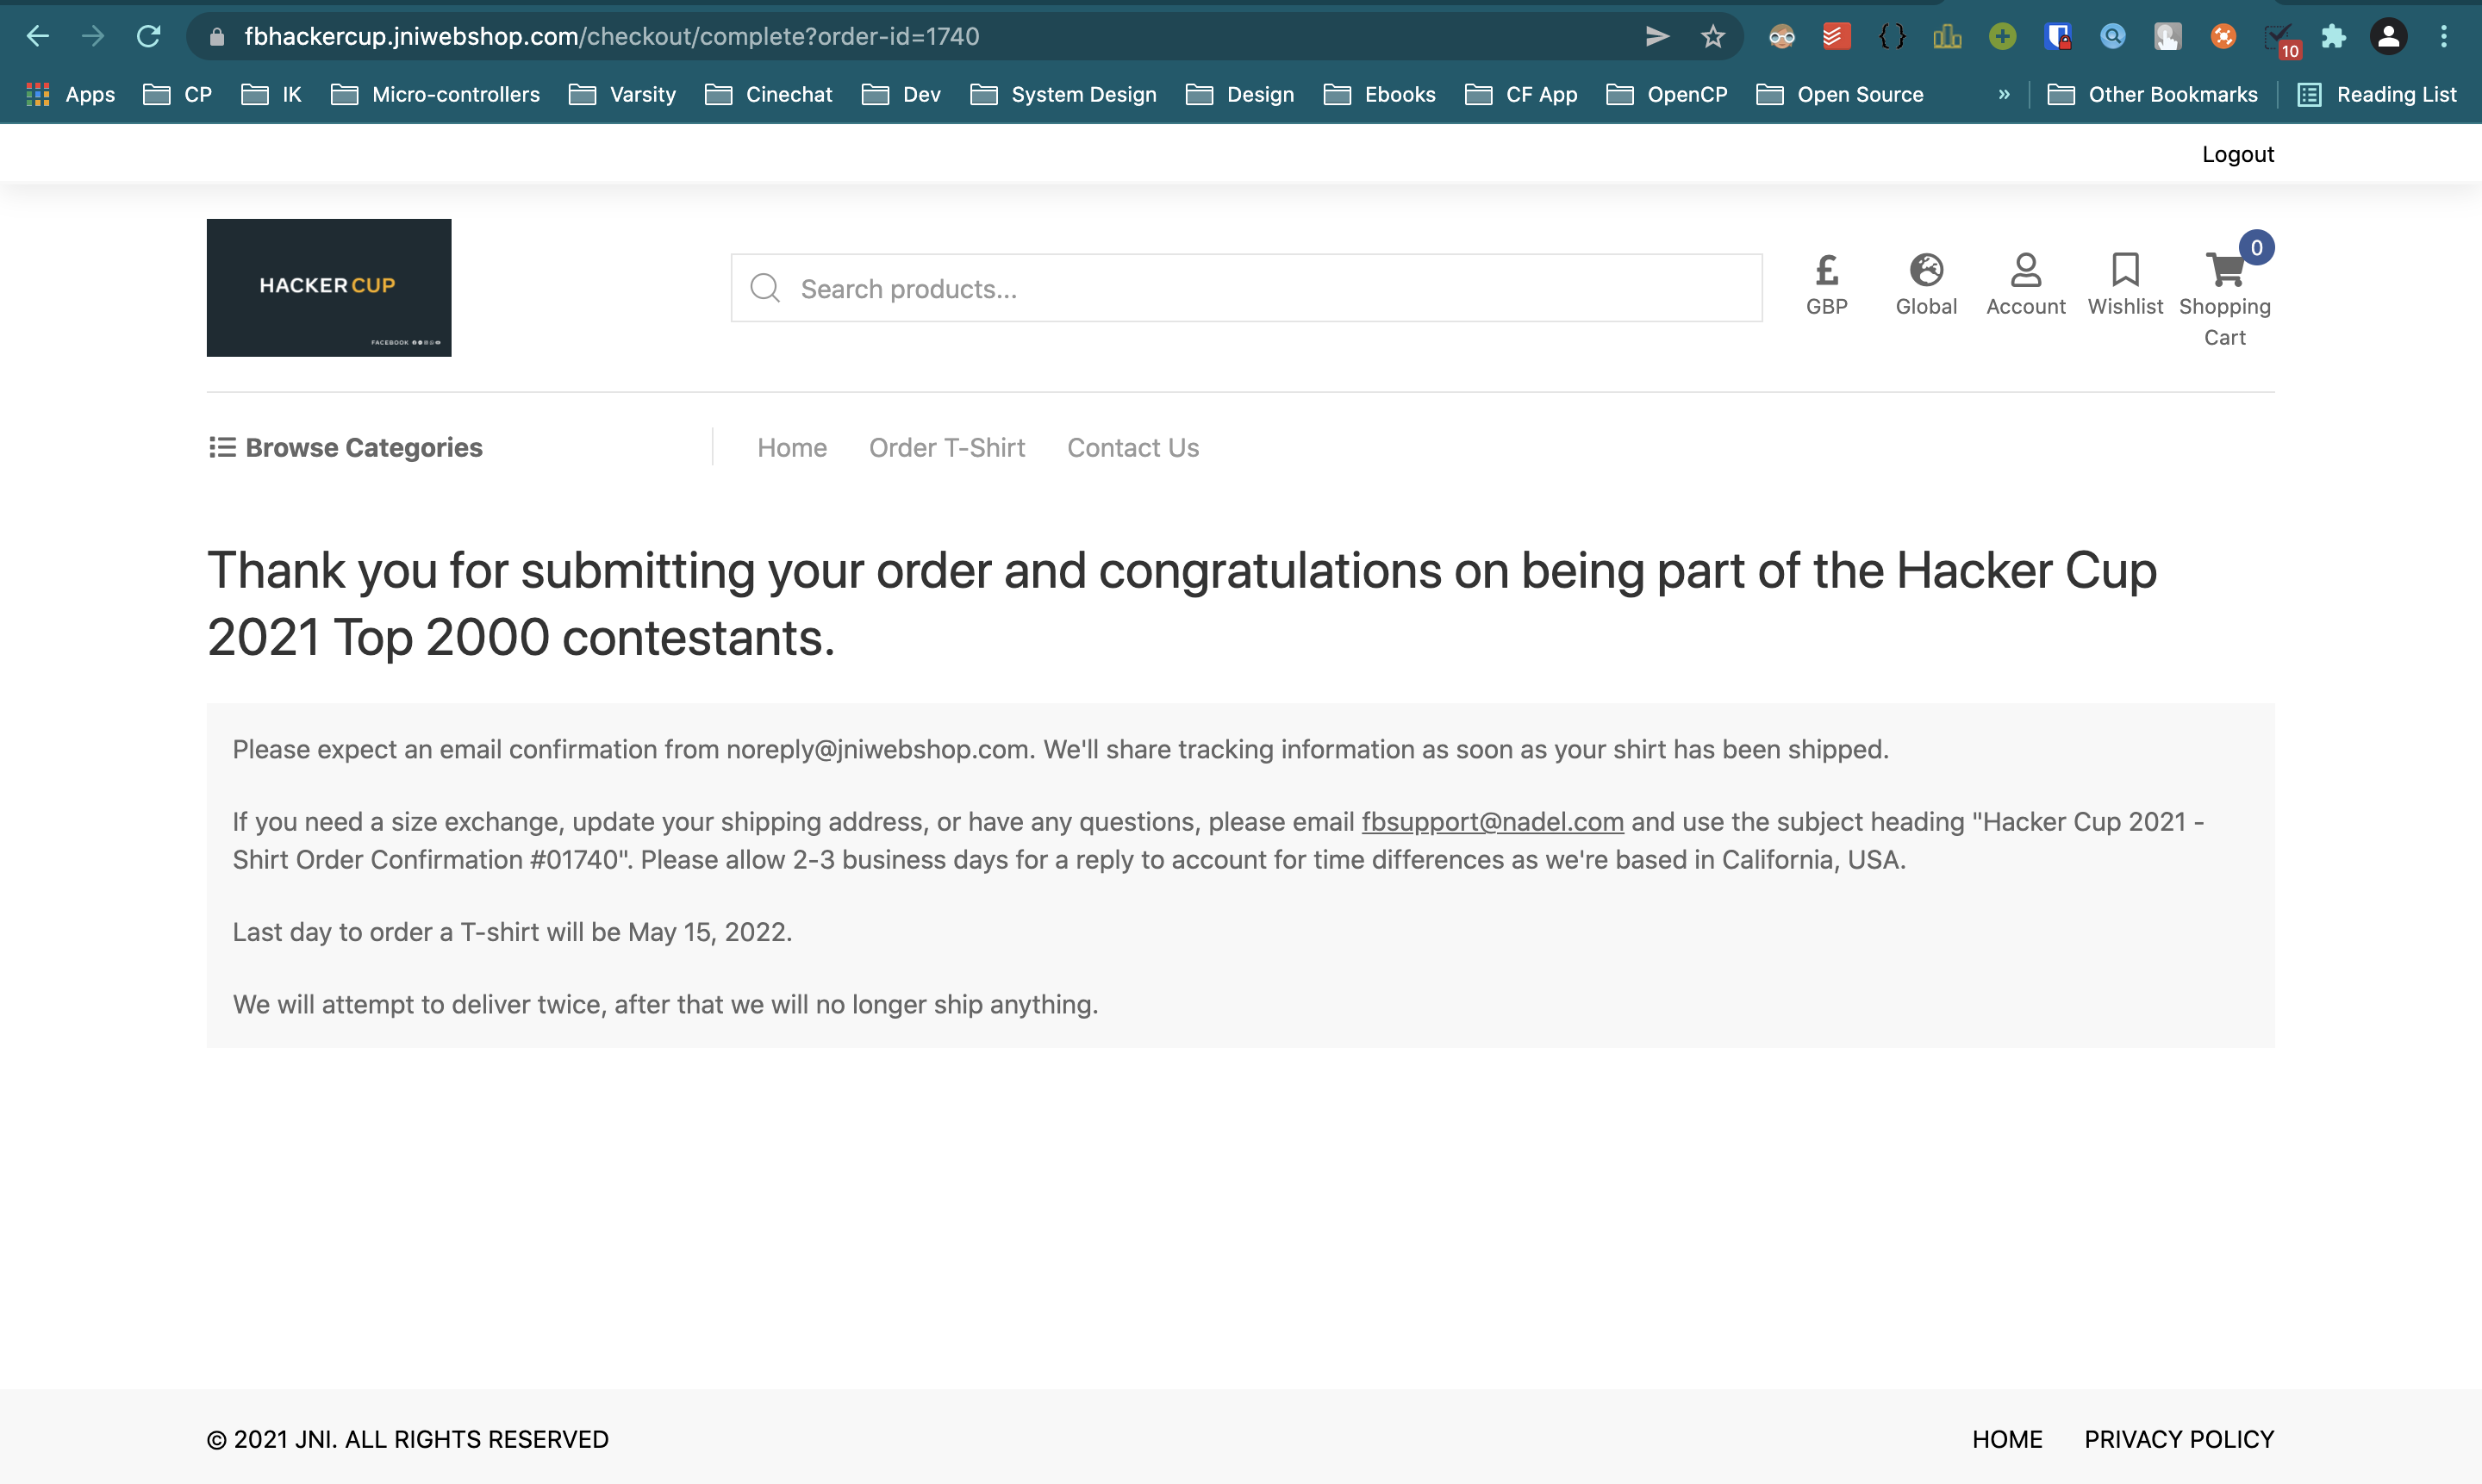 fbhackercup.jniwebshop.com/checkout/complete?order-id=1740
10
Apps CP IK Micro-controllers Varsity Cinechat Dev System Design Design Ebooks CF App OpenCP Open Source » Other Bookmarks Reading List
Logout
HACKER CUP
FACEBOOK
Search products...
£
GBP
Global
Account
Wishlist
0
Shopping
Cart
Browse Categories
Home Order T-Shirt Contact Us
Thank you for submitting your order and congratulations on being part of the Hacker Cup
2021 Top 2000 contestants.
Please expect an email confirmation from noreply@jniwebshop.com. We'll share tracking information as soon as your shirt has been shipped.
If you need a size exchange, update your shipping address, or have any questions, please email fbsupport@nadel.com and use the subject heading "Hacker Cup 2021 -
Shirt Order Confirmation #01740". Please allow 2-3 business days for a reply to account for time differences as we're based in California, USA.
Last day to order a T-shirt will be May 15, 2022.
We will attempt to deliver twice, after that we will no longer ship anything.
© 2021 JNI. ALL RIGHTS RESERVED
HOME PRIVACY POLICY